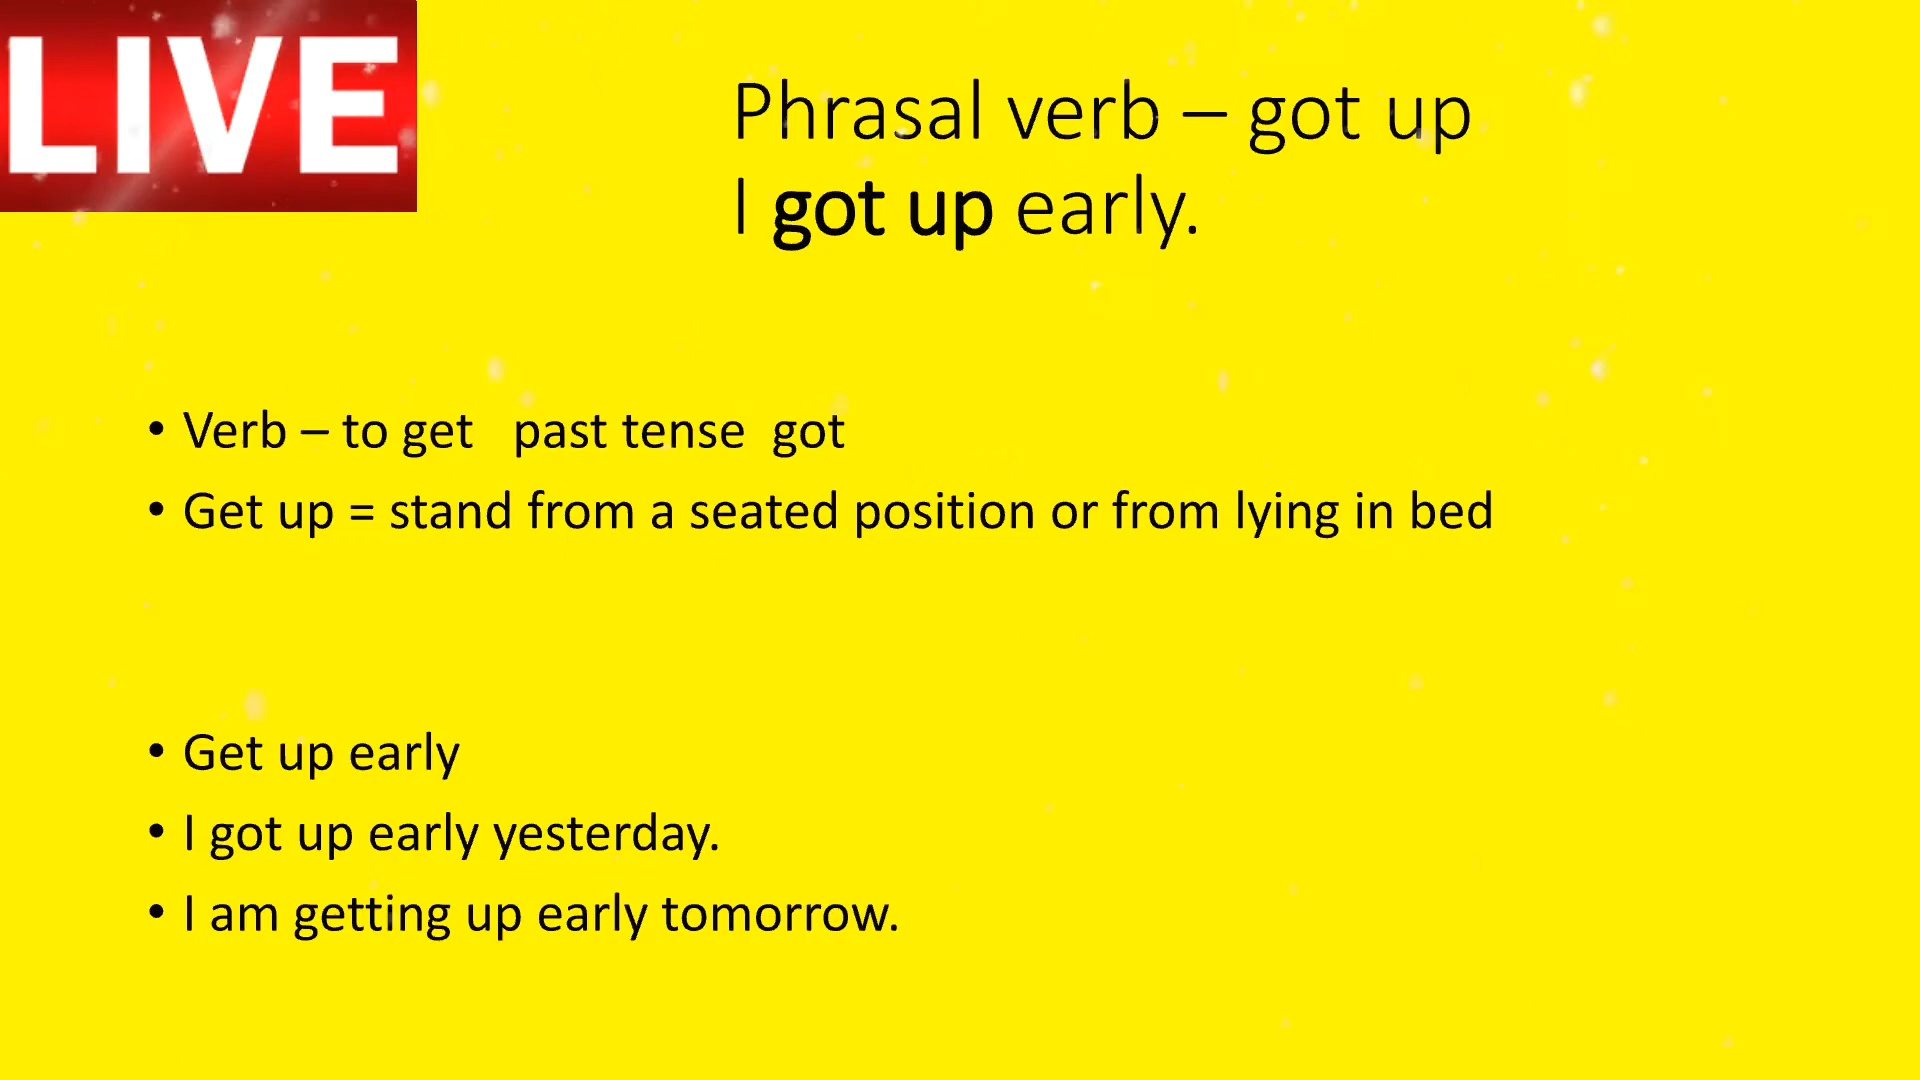 LIVE
Phrasal verb – got up
I got up early.
• Verb – to get   past tense  got
• Get up = stand from a seated position or from lying in bed
• Get up early
• I got up early yesterday.
• I am getting up early tomorrow.